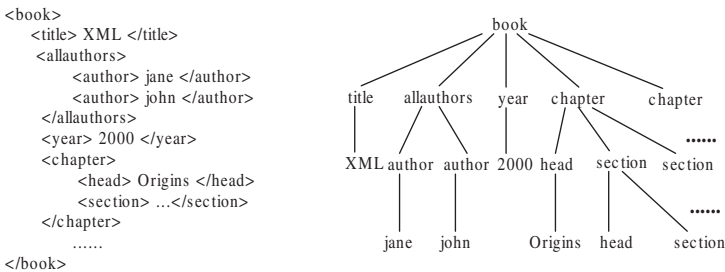 <book>
<title> XML </title>
<allauthors>
<author> jane </author>
<author> john </author>
</allauthors>
<year> 2000 </year>
<chapter>
<head> Origins </head>
<section> ...</section>
</chapter>
......
</book>
book
title allauthors year chapter chapter
......
XML author author 2000 head section section
......
jane john Origins head section